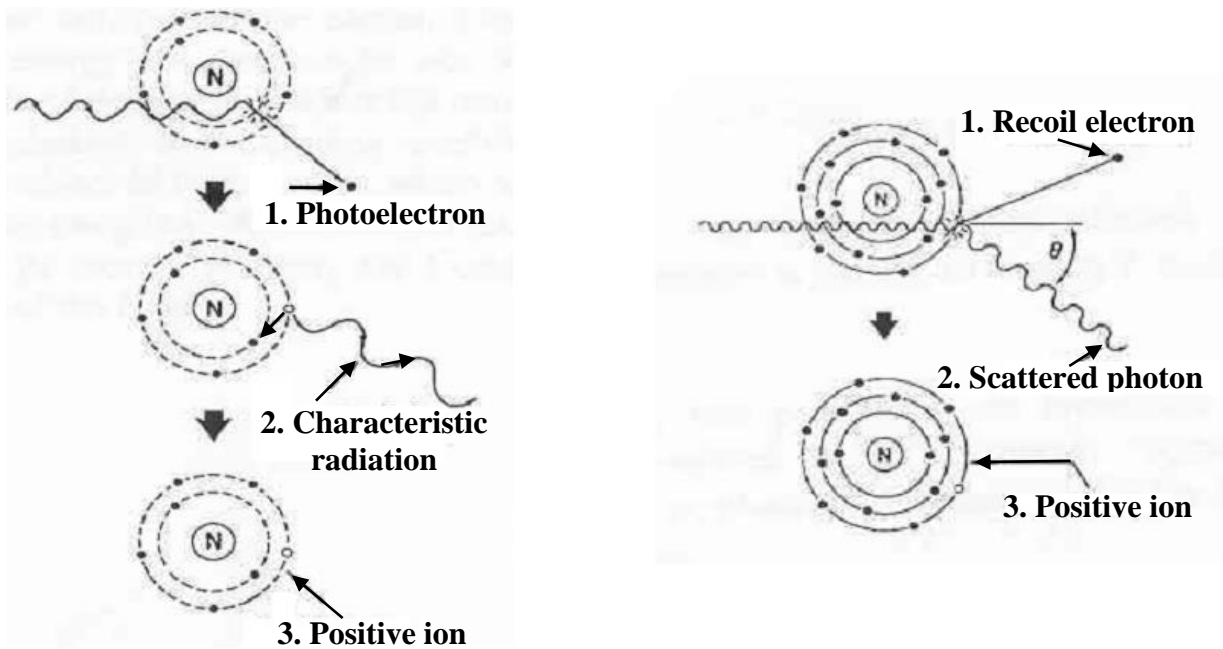 N
1. Photoelectron
N
2. Characteristic
radiation
N
3. Positive ion
1. Recoil electron
N
θ
2. Scattered photon
N
3. Positive ion